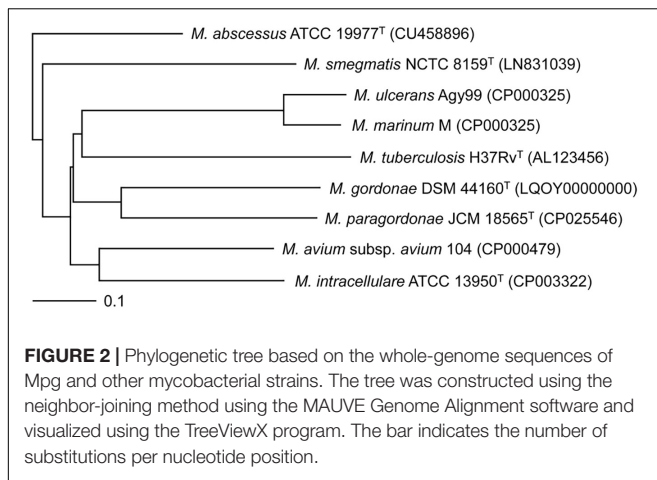 M. abscessus ATCC 19977ᵀ (CU458896)
M. smegmatis NCTC 8159ᵀ (LN831039)
M. ulcerans Agy99 (CP000325)
M. marinum M (CP000325)
M. tuberculosis H37Rvᵀ (AL123456)
M. gordonae DSM 44160ᵀ (LQOY00000000)
M. paragordonae JCM 18565ᵀ (CP025546)
M. avium subsp. avium 104 (CP000479)
M. intracellulare ATCC 13950ᵀ (CP003322)
0.1
FIGURE 2 | Phylogenetic tree based on the whole-genome sequences of
Mpg and other mycobacterial strains. The tree was constructed using the
neighbor-joining method using the MAUVE Genome Alignment software and
visualized using the TreeViewX program. The bar indicates the number of
substitutions per nucleotide position.